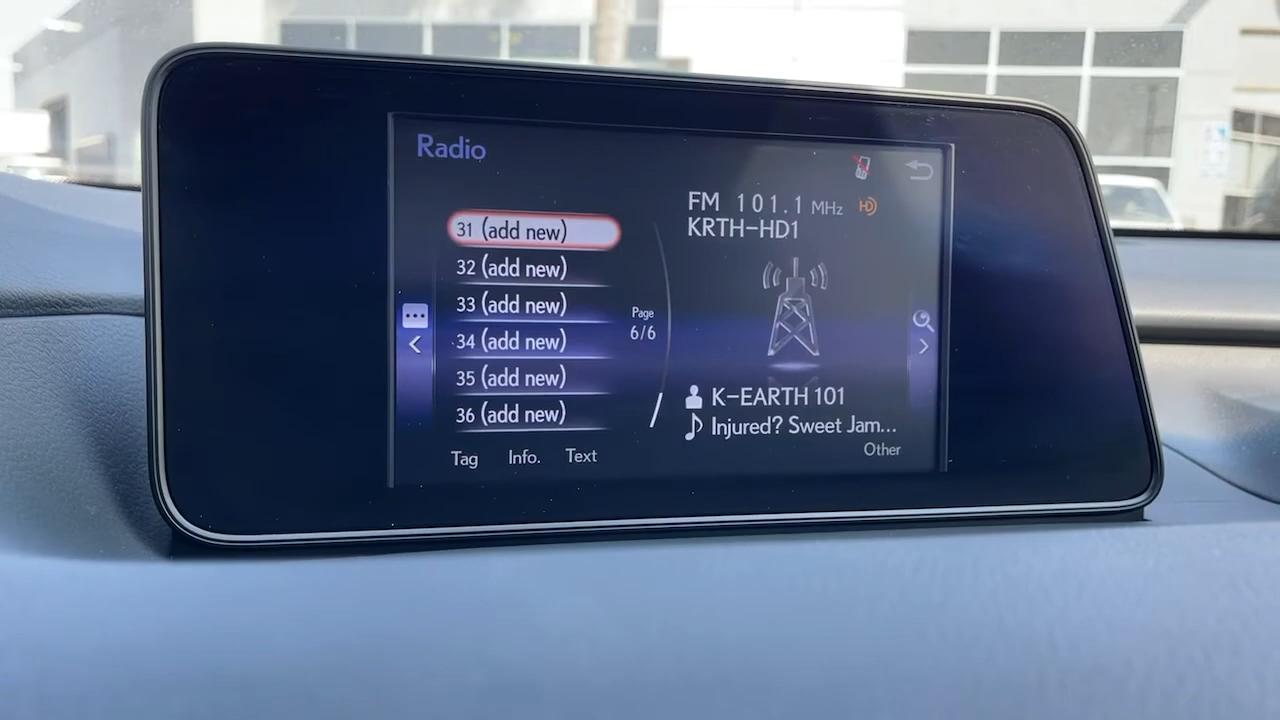 Radio
31 (add new)
32 (add new)
33 (add new)
34 (add new)
35 (add new)
36 (add new)
Page
6/6
Tag Info. Text
FM 101.1 MHz HD
KRTH-HD1
K-EARTH 101
Injured? Sweet Jam...
Other